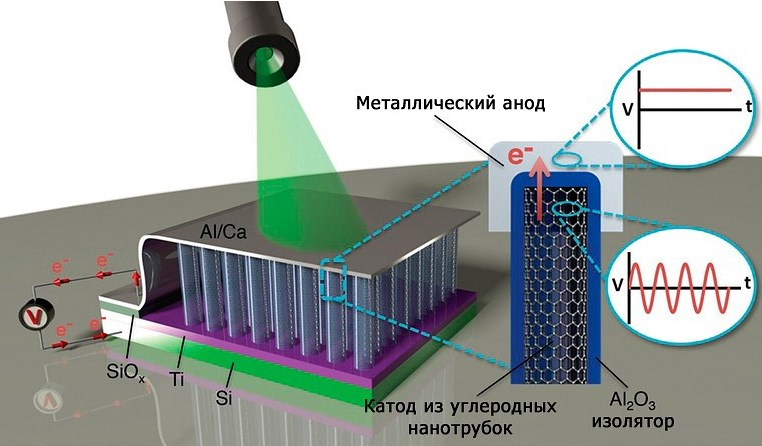 Металлический анод
V
t
e⁻
Al/Ca
e⁻
e⁻
V
e⁻
e⁻
V
t
SiOₓ
Ti
Si
Катод из углеродных
нанотрубок
Al₂O₃
изолятор
V